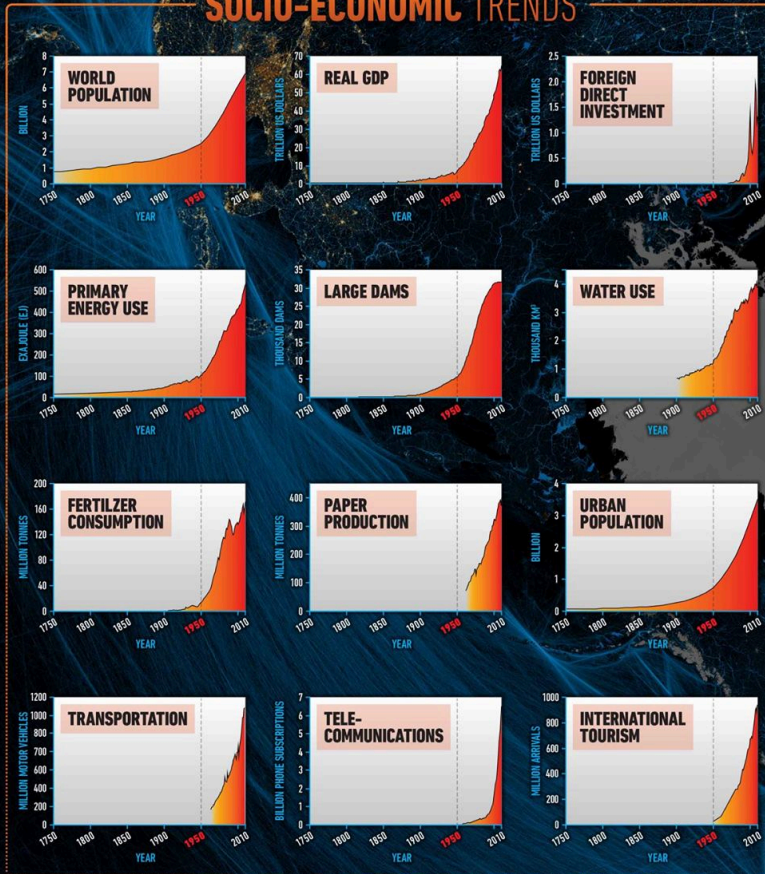 SOCIO-ECONOMIC TRENDS
WORLD
POPULATION
BILLION
8
7
6
5
4
3
2
1
0
1750 1800 1850 1900 1950 2010
YEAR
REAL GDP
TRILLION US DOLLARS
70
60
50
40
30
20
10
0
1750 1800 1850 1900 1950 2010
YEAR
FOREIGN
DIRECT
INVESTMENT
TRILLION US DOLLARS
2.5
2.0
1.5
1.0
0.5
0
1750 1800 1850 1900 1950 2010
YEAR
PRIMARY
ENERGY USE
EXAJOULE (EJ)
600
500
400
300
200
100
0
1750 1800 1850 1900 1950 2010
YEAR
LARGE DAMS
THOUSAND DAMS
35
30
25
20
15
10
5
0
1750 1800 1850 1900 1950 2010
YEAR
WATER USE
THOUSAND KM³
4
3
2
1
0
1750 1800 1850 1900 1950 2010
YEAR
FERTILZER
CONSUMPTION
MILLION TONNES
200
160
120
80
40
0
1750 1800 1850 1900 1950 2010
YEAR
PAPER
PRODUCTION
MILLION TONNES
400
300
200
100
0
1750 1800 1850 1900 1950 2010
YEAR
URBAN
POPULATION
BILLION
4
3
2
1
0
1750 1800 1850 1900 1950 2010
YEAR
TRANSPORTATION
MILLION MOTOR VEHICLES
1200
1000
800
700
600
400
200
0
1750 1800 1850 1900 1950 2010
YEAR
TELE-
COMMUNICATIONS
BILLION PHONE SUBSCRIPTIONS
7
6
5
4
3
2
1
0
1750 1800 1850 1900 1950 2010
YEAR
INTERNATIONAL
TOURISM
MILLION ARRIVALS
1000
800
600
400
200
0
1750 1800 1850 1900 1950 2010
YEAR